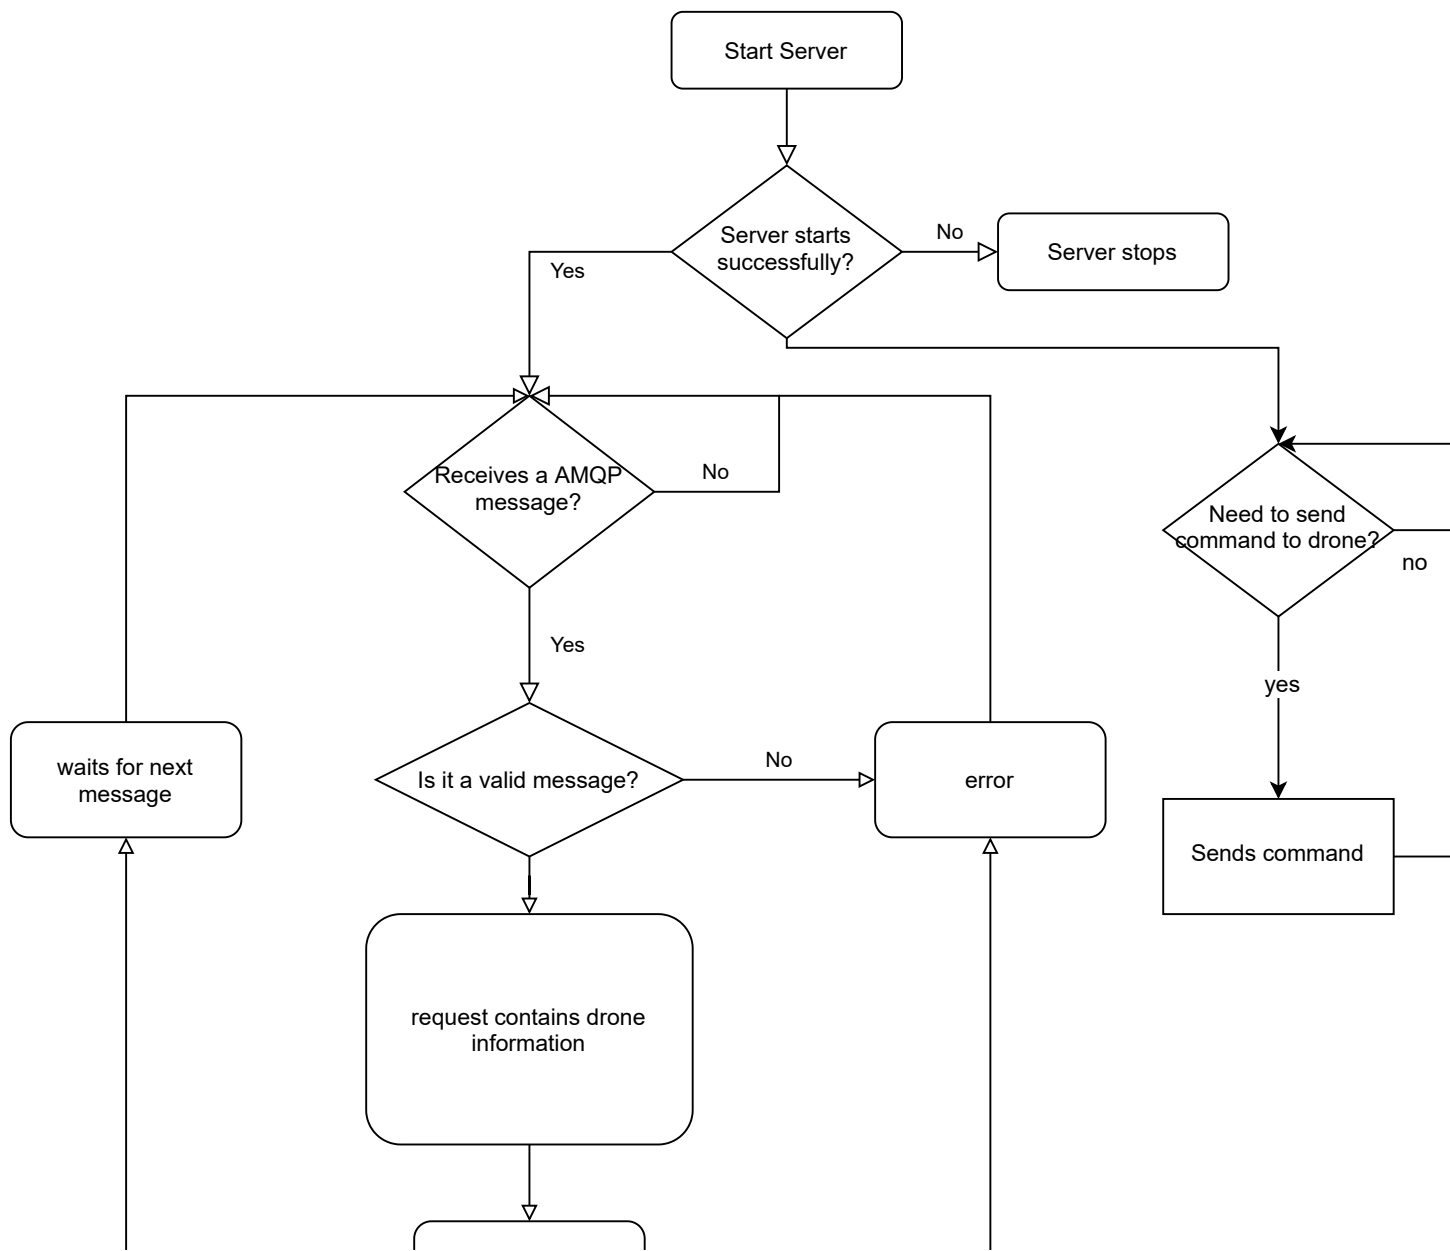 Start Server
Server starts
successfully?
No
Server stops
Yes
Receives a AMQP
message?
No
Need to send
command to drone?
no
Yes
yes
waits for next
message
Is it a valid message?
No
error
Sends command
request contains drone
information